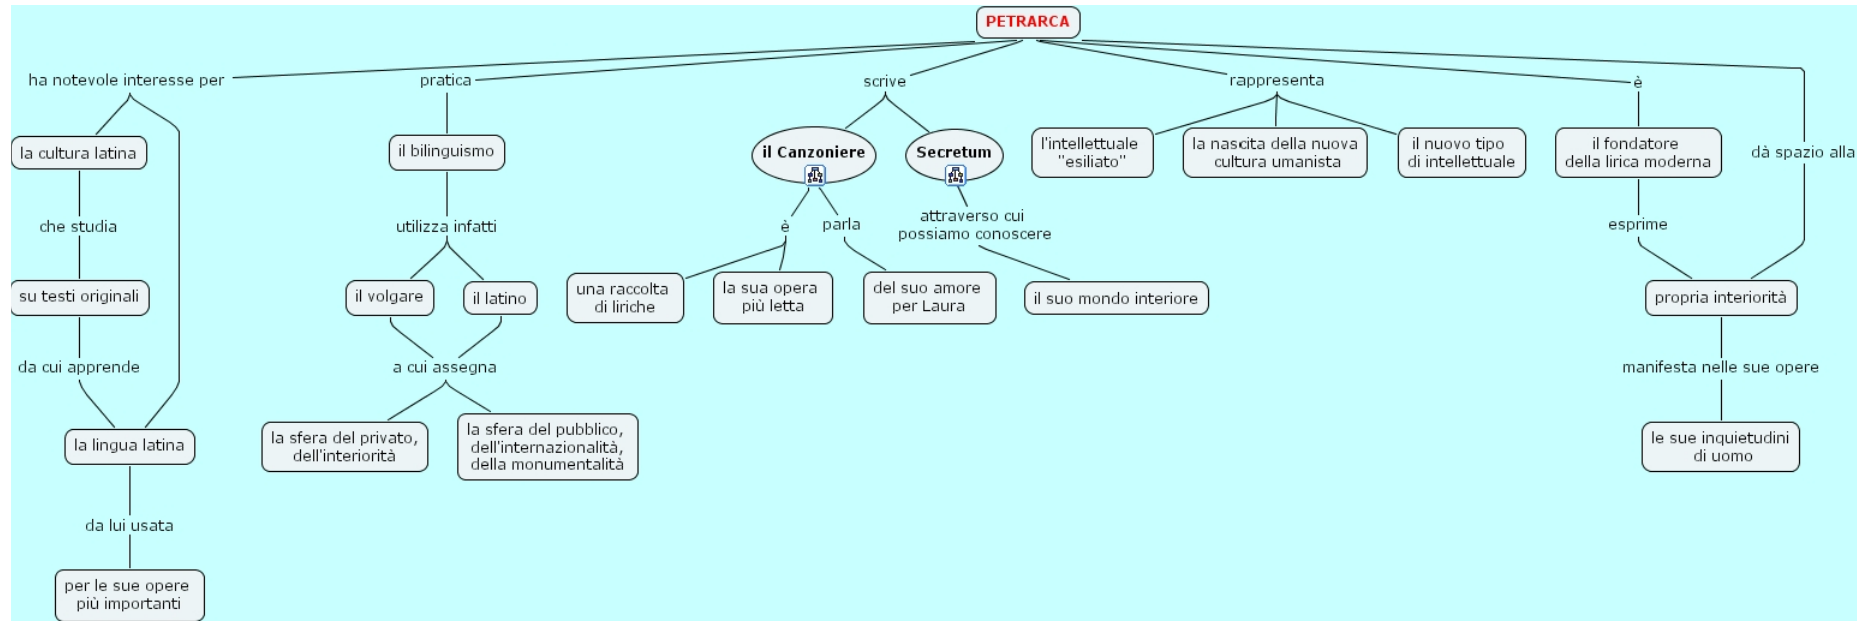 PETRARCA
ha notevole interesse per
la cultura latina
che studia
su testi originali
da cui apprende
la lingua latina
da lui usata
per le sue opere
più importanti
pratica
il bilinguismo
utilizza infatti
il volgare
il latino
a cui assegna
la sfera del privato,
dell'interiorità
la sfera del pubblico,
dell'internazionalità,
della monumentalità
scrive
il Canzoniere
è
una raccolta
di liriche
la sua opera
più letta
parla
del suo amore
per Laura
Secretum
attraverso cui
possiamo conoscere
il suo mondo interiore
rappresenta
l'intellettuale
"esiliato"
la nascita della nuova
cultura umanista
il nuovo tipo
di intellettuale
è
il fondatore
della lirica moderna
esprime
dà spazio alla
propria interiorità
manifesta nelle sue opere
le sue inquietudini
di uomo